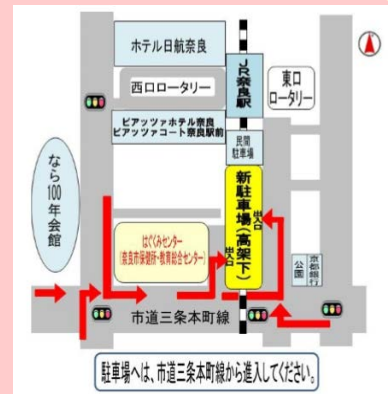 ホテル日航奈良
JR奈良駅
西口ロータリー
東口
ロータリー
ピアッツァホテル奈良
ピアッツァコート奈良駅前
民間
駐車場
なら100年会館
新駐車場(高架下)
出入口
出入口
はぐくみセンター
(奈良市保健所・教育総合センター)
公園
京都銀行
市道三条本町線
駐車場へは、市道三条本町線から進入してください。